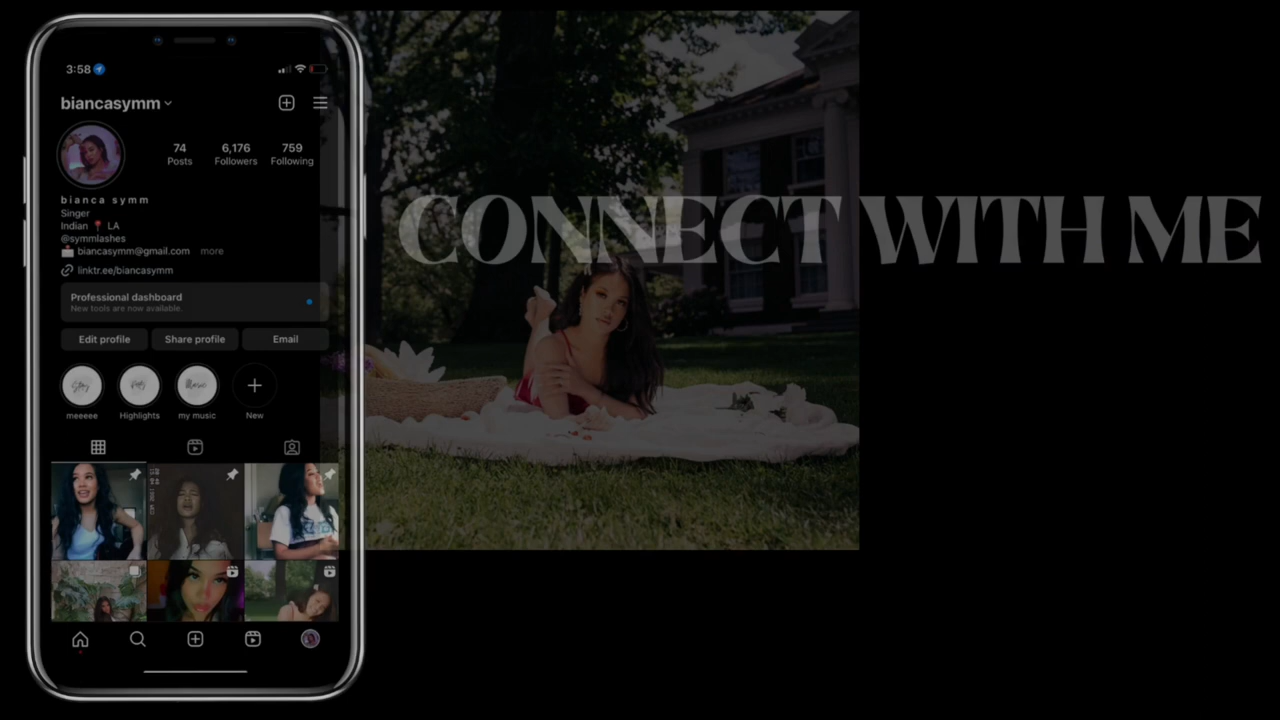 3:58
biancasymm
74 6,176 759
Posts Followers Following
bianca symm
Singer
Indian 📍 LA
@symmlashes
📩 biancasymm@gmail.com more
linktr.ee/biancasymm
Professional dashboard
New tools are now available.
Edit profile Share profile Email
meeeee Highlights my music New
CONNECT WITH ME